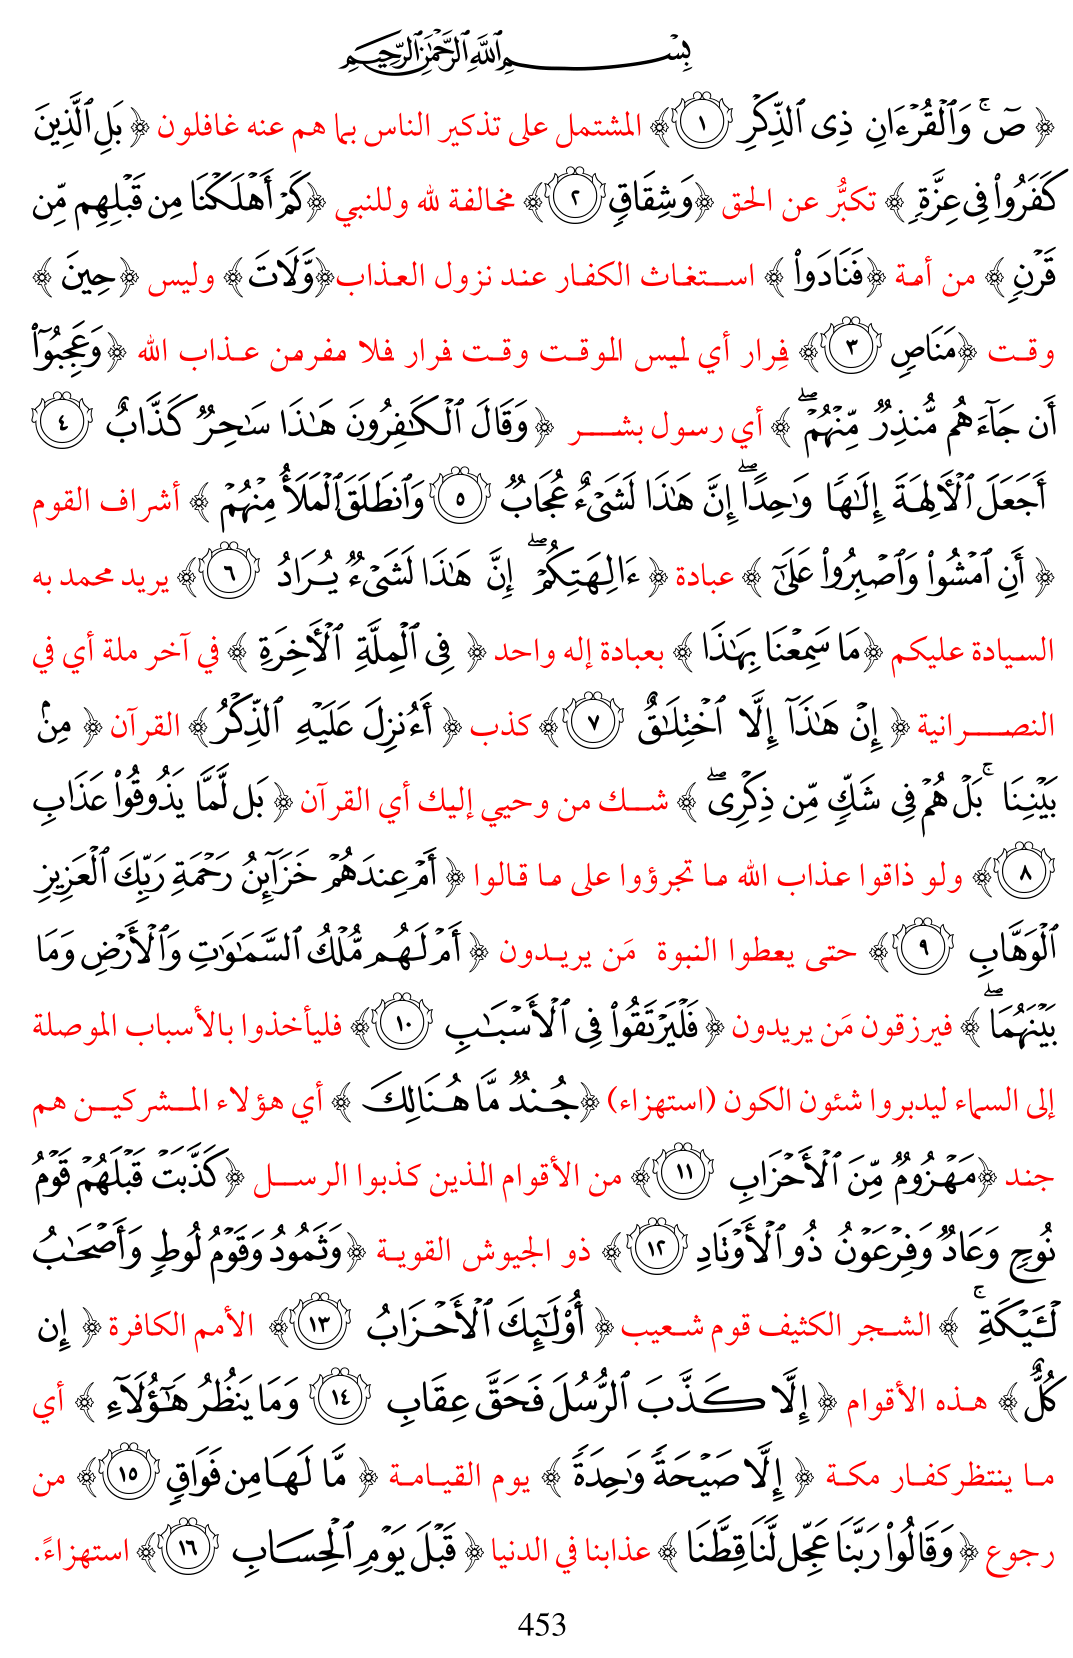 بِسْمِ ٱللَّهِ ٱلرَّحْمَٰنِ ٱلرَّحِيمِ
﴿ صٓ ۚ وَٱلْقُرْءَانِ ذِى ٱلذِّكْرِ ١﴾ المشتمل على تذكير الناس بما هم عنه غافلون ﴿ بَلِ ٱلَّذِينَ
كَفَرُوا۟ فِى عِزَّةٍ ﴾ تكبُّر عن الحق ﴿وَشِقَاقٍ ٢﴾ مخالفة لله وللنبي ﴿كَمْ أَهْلَكْنَا مِن قَبْلِهِم مِّن
قَرْنٍ ﴾ من أمة ﴿فَنَادَوا۟ ﴾ استغاث الكفار عند نزول العذاب﴿وَّلَاتَ﴾ وليس ﴿حِينَ ﴾
وقت ﴿مَنَاصٍ ٣﴾ فِرار أي لميس الموقت وقت فرار فلا مفرمن عذاب الله ﴿وَعَجِبُوٓا۟
أَن جَآءَهُم مُّنذِرٌ مِّنْهُمْ ۖ ﴾ أي رسول بشر ﴿ وَقَالَ ٱلْكَٰفِرُونَ هَٰذَا سَٰحِرٌ كَذَّابٌ ٤
أَجَعَلَ ٱلْأَلِهَةَ إِلَٰهًا وَٰحِدًا ۖ إِنَّ هَٰذَا لَشَىْءٌ عُجَابٌ ٥ وَٱنطَلَقَ ٱلْمَلَأُ مِنْهُمْ ﴾ أشراف القوم
﴿ أَنِ ٱمْشُوا۟ وَٱصْبِرُوا۟ عَلَىٰٓ ﴾ عبادة ﴿ ءَالِهَتِكُمْ ۖ إِنَّ هَٰذَا لَشَىْءٌ يُرَادُ ٦﴾ يريد محمد به
السيادة عليكم ﴿مَا سَمِعْنَا بِهَٰذَا ﴾ بعبادة إله واحد ﴿ فِى ٱلْمِلَّةِ ٱلْأَخِرَةِ ﴾ في آخر ملة أي في
النصرانية ﴿ إِنْ هَٰذَآ إِلَّا ٱخْتِلَٰقٌ ٧﴾ كذب ﴿ أَءُنزِلَ عَلَيْهِ ٱلذِّكْرُ﴾ القرآن ﴿ مِنۢ
بَيْنِنَا ۚ بَلْ هُمْ فِى شَكٍّ مِّن ذِكْرِى ۖ ﴾ شك من وحيي إليك أي القرآن ﴿ بَل لَّمَّا يَذُوقُوا۟ عَذَابِ
٨﴾ ولو ذاقوا عذاب الله ما تجرؤوا على ما قالوا ﴿ أَمْ عِندَهُمْ خَزَآئِنُ رَحْمَةِ رَبِّكَ ٱلْعَزِيزِ
ٱلْوَهَّابِ ٩﴾ حتى يعطوا النبوة مَن يريدون ﴿ أَمْ لَهُم مُّلْكُ ٱلسَّمَٰوَٰتِ وَٱلْأَرْضِ وَمَا
بَيْنَهُمَا ۖ ﴾ فيرزقون مَن يريدون ﴿ فَلْيَرْتَقُوا۟ فِى ٱلْأَسْبَٰبِ ١٠﴾ فليأخذوا بالأسباب الموصلة
إلى السماء ليدبروا شئون الكون (استهزاء) ﴿جُندٌ مَّا هُنَالِكَ ﴾ أي هؤلاء المشركين هم
جند ﴿مَهْزُومٌ مِّنَ ٱلْأَحْزَابِ ١١﴾ من الأقوام المذين كذبوا الرسل ﴿كَذَّبَتْ قَبْلَهُمْ قَوْمُ
نُوحٍ وَعَادٌ وَفِرْعَوْنُ ذُو ٱلْأَوْتَادِ ١٢﴾ ذو الجيوش القوية ﴿وَثَمُودُ وَقَوْمُ لُوطٍ وَأَصْحَٰبُ
لْـَٔيْكَةِ ۚ ﴾ الشجر الكثيف قوم شعيب ﴿ أُو۟لَٰٓئِكَ ٱلْأَحْزَابُ ١٣﴾ الأمم الكافرة ﴿ إِن
كُلٌّ ﴾ هذه الأقوام ﴿ إِلَّا كَذَّبَ ٱلرُّسُلَ فَحَقَّ عِقَابِ ١٤ وَمَا يَنظُرُ هَٰٓؤُلَآءِ ﴾ أي
ما ينتظركفار مكة ﴿ إِلَّا صَيْحَةً وَٰحِدَةً ﴾ يوم القيامة ﴿ مَّا لَهَا مِن فَوَاقٍ ١٥﴾ من
رجوع ﴿وَقَالُوا۟ رَبَّنَا عَجِّل لَّنَا قِطَّنَا ﴾ عذابنا في الدنيا ﴿ قَبْلَ يَوْمِ ٱلْحِسَابِ ١٦﴾ استهزاءً.
453